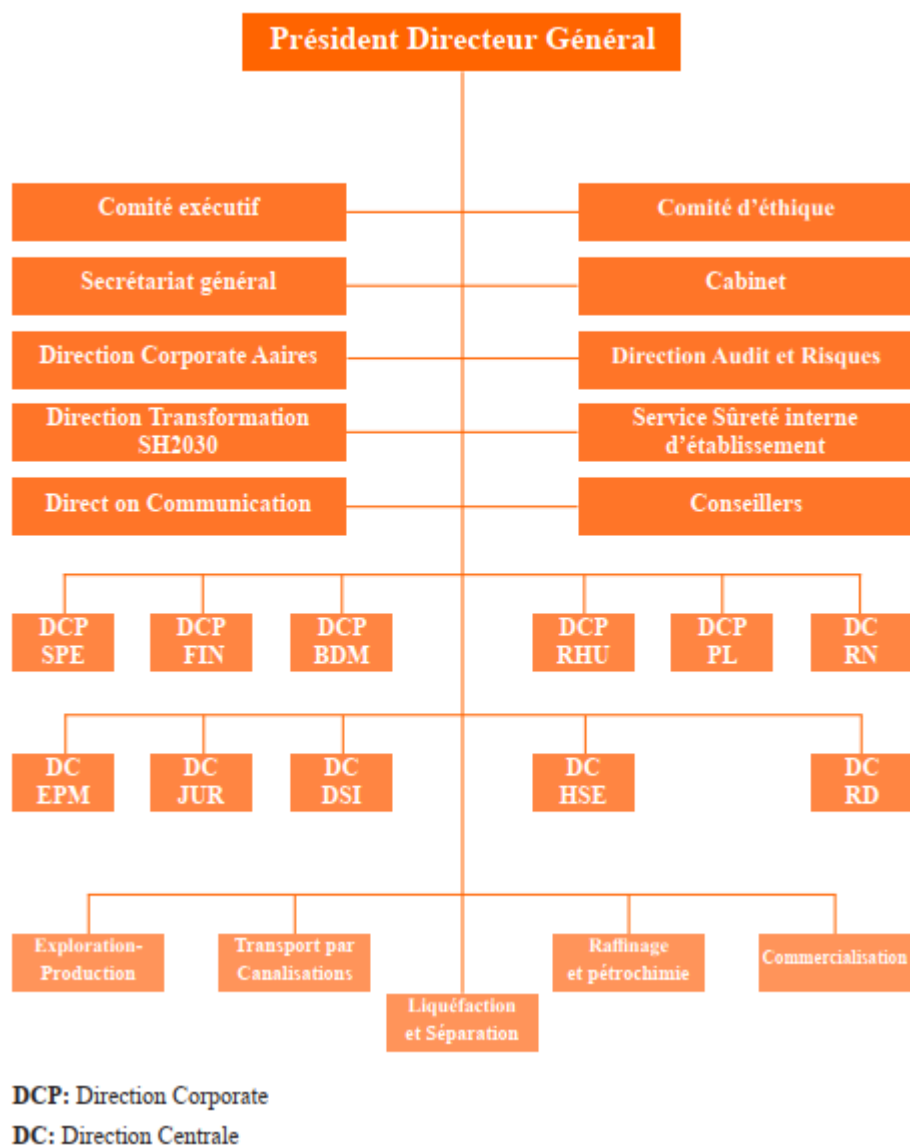 Président Directeur Général
Comité exécutif
Comité d'éthique
Secrétariat général
Cabinet
Direction Corporate Aaires
Direction Audit et Risques
Direction Transformation
SH2030
Service Sûreté interne
d'établissement
Direct on Communication
Conseillers
DCP
SPE
DCP
FIN
DCP
BDM
DCP
RHU
DCP
PL
DC
RN
DC
EPM
DC
JUR
DC
DSI
DC
HSE
DC
RD
Exploration-
Production
Transport par
Canalisations
Liquéfaction
et Séparation
Raffinage
et pétrochimie
Commercialisation
DCP: Direction Corporate
DC: Direction Centrale